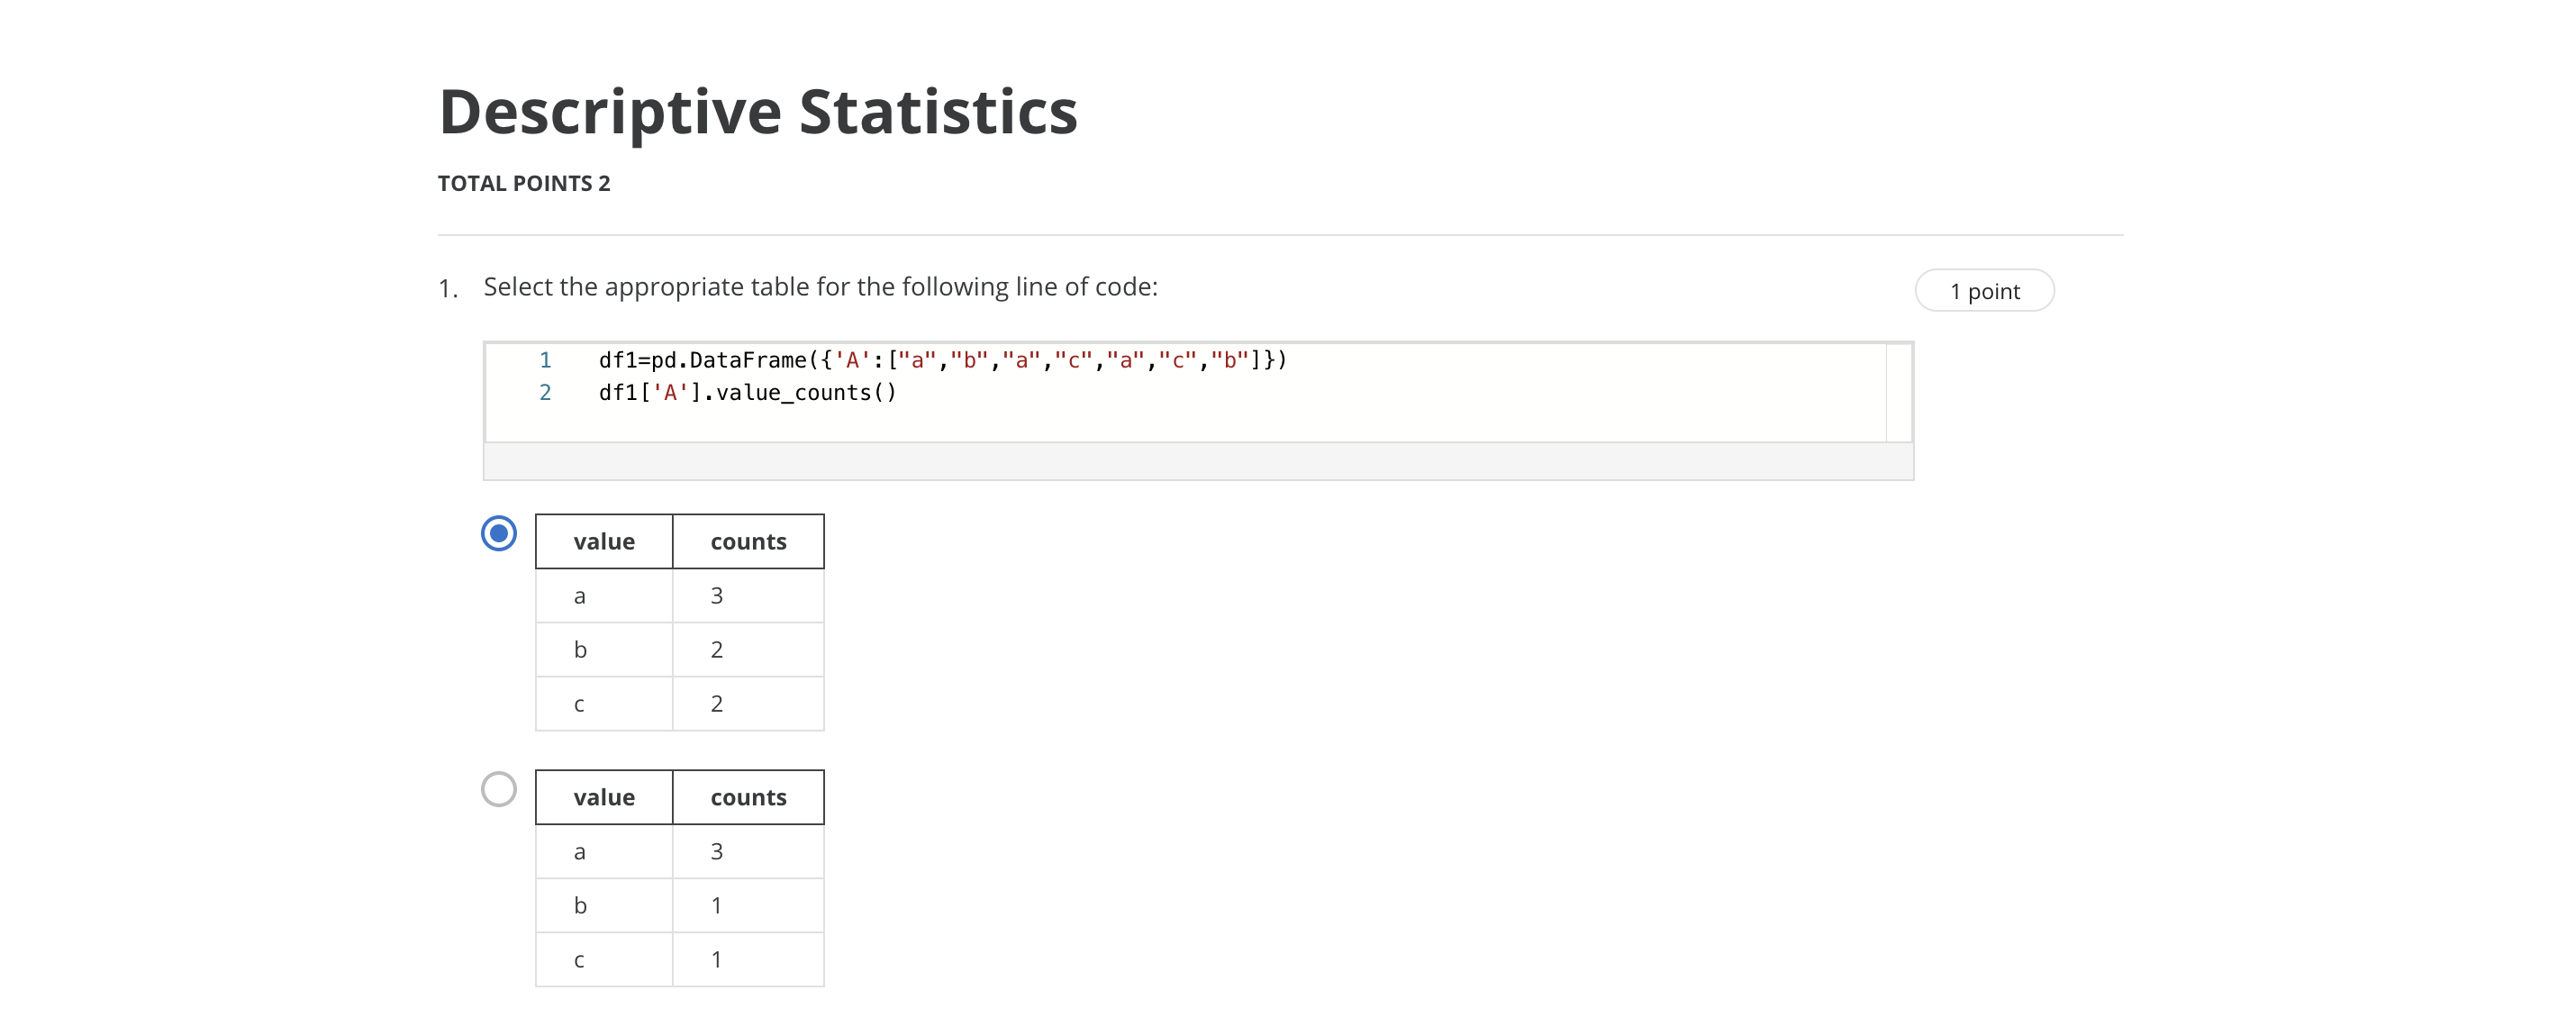 Descriptive Statistics
TOTAL POINTS 2
1. Select the appropriate table for the following line of code:
1 point
1 df1=pd.DataFrame({'A':["a","b","a","c","a","c","b"]})
2 df1['A'].value_counts()
value counts
a 3
b 2
c 2
value counts
a 3
b 1
c 1